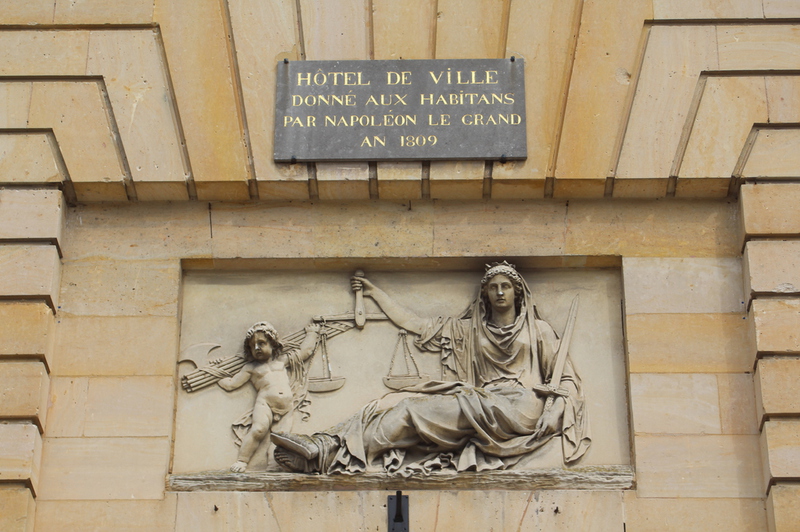 HÔTEL DE VILLE
DONNÉ AUX HABITANS
PAR NAPOLÉON LE GRAND
AN 1809